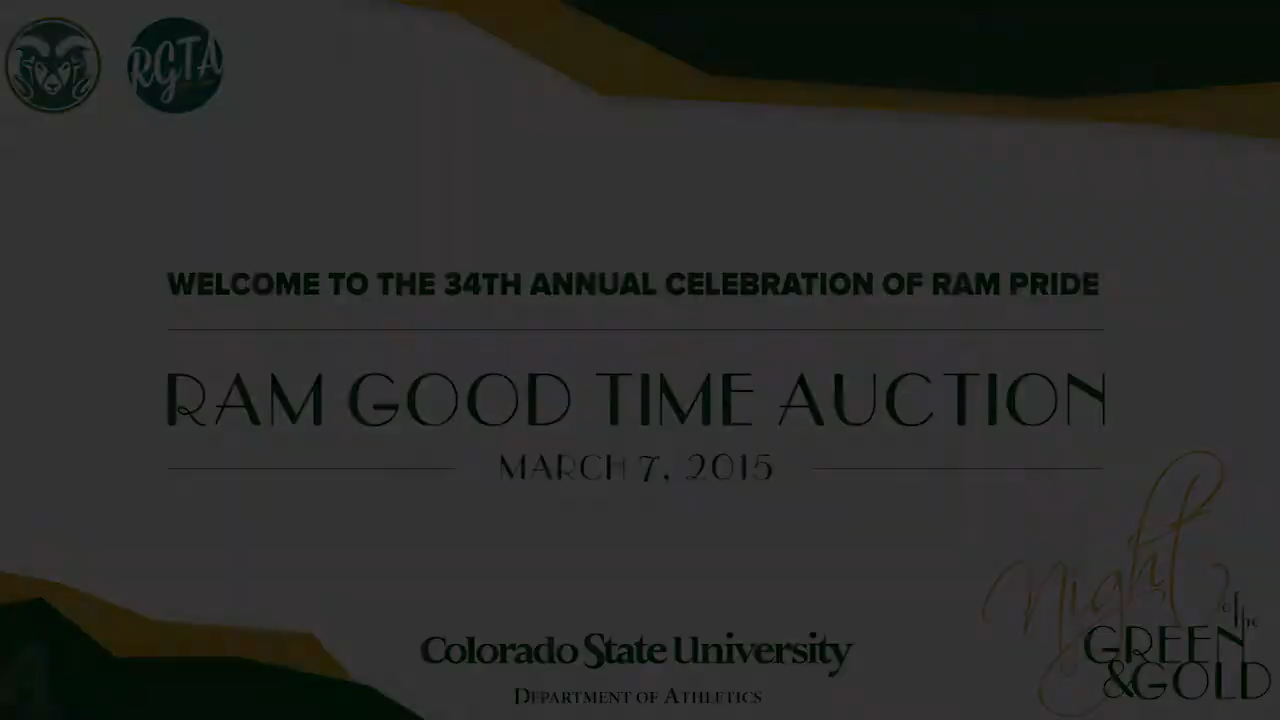 RGTA
WELCOME TO THE 34TH ANNUAL CELEBRATION OF RAM PRIDE
RAM GOOD TIME AUCTION
MARCH 7, 2015
Night
of the
GREEN
&GOLD
Colorado State University
DEPARTMENT OF ATHLETICS